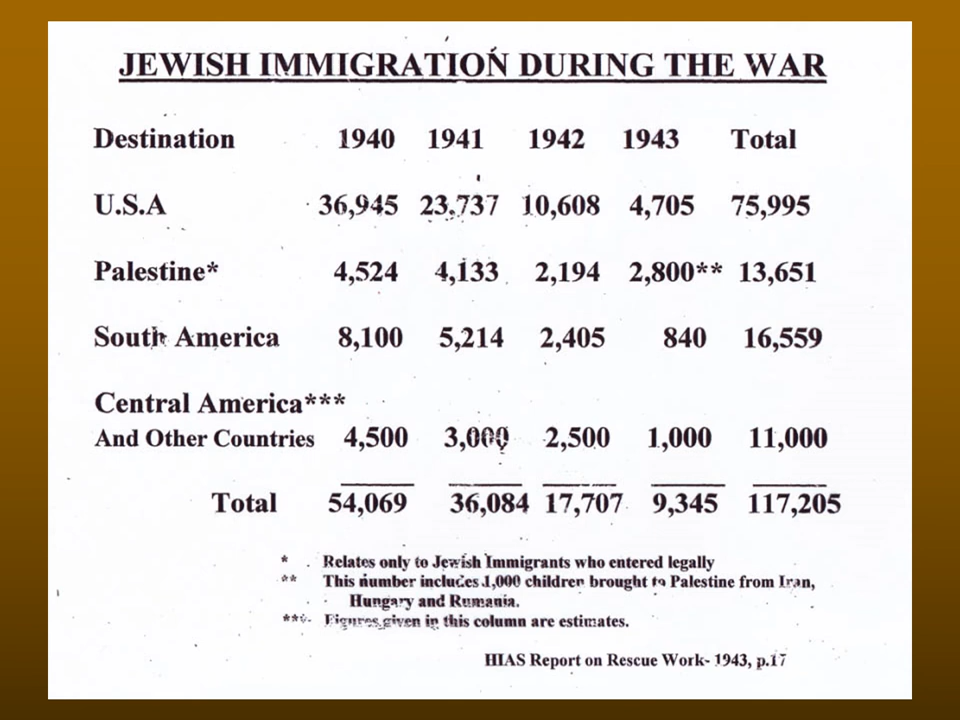 JEWISH IMMIGRATION DURING THE WAR
Destination 1940 1941 1942 1943 Total
U.S.A 36,945 23,737 10,608 4,705 75,995
Palestine* 4,524 4,133 2,194 2,800** 13,651
South America 8,100 5,214 2,405 840 16,559
Central America***
And Other Countries 4,500 3,000 2,500 1,000 11,000
Total 54,069 36,084 17,707 9,345 117,205
* Relates only to Jewish Immigrants who entered legally
** This number includes 1,000 children brought to Palestine from Iran,
Hungary and Rumania.
*** Figures given in this column are estimates.
HIAS Report on Rescue Work- 1943, p.17